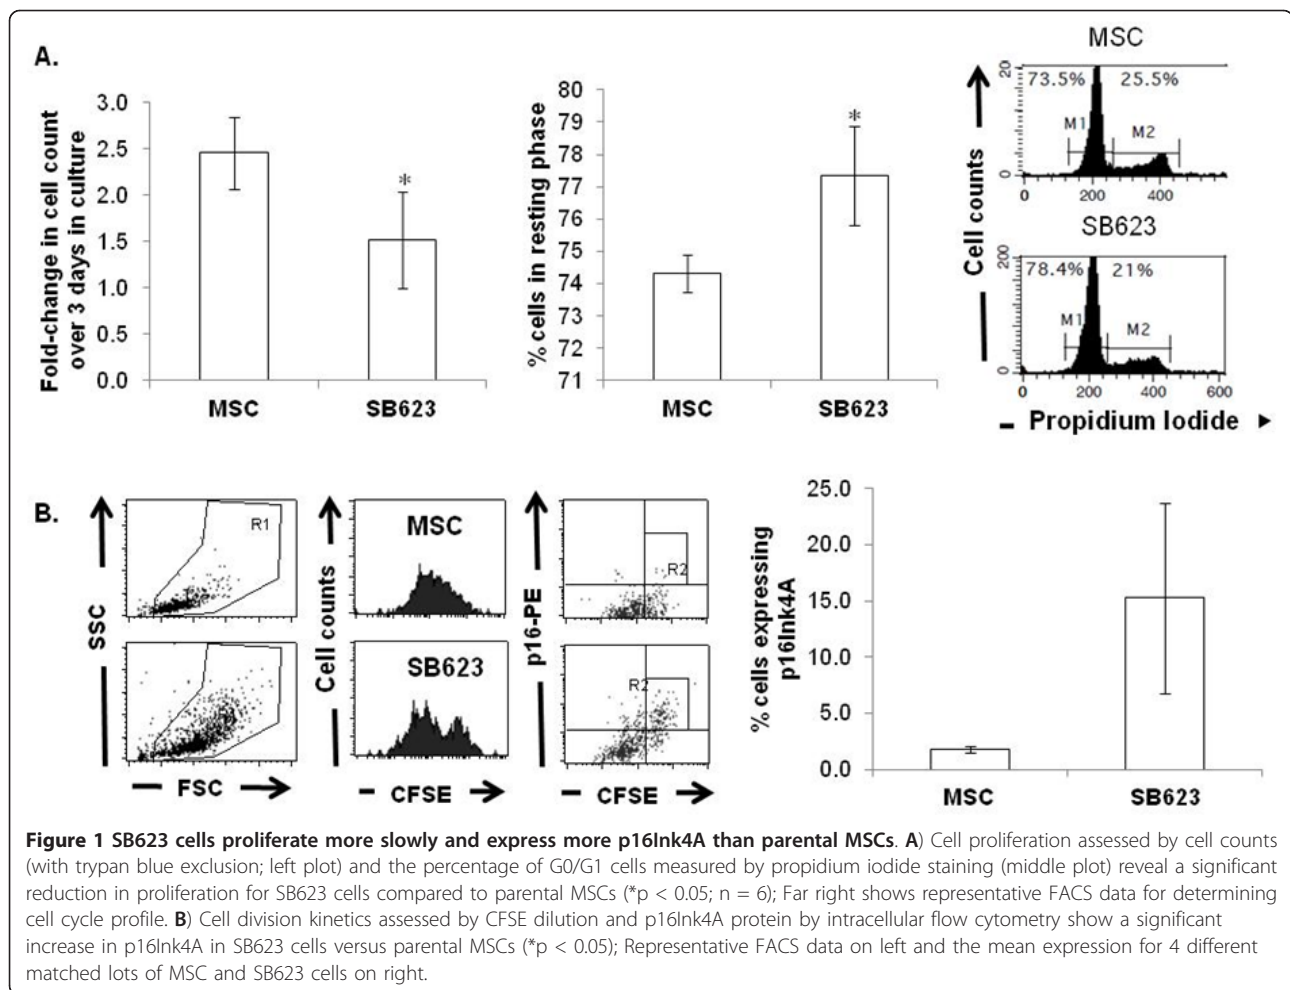 A.
Fold-change in cell count
over 3 days in culture
3.0
2.5
2.0
1.5
1.0
0.5
0.0
*
MSC
SB623
% cells in resting phase
80
79
78
77
76
75
74
73
72
71
*
MSC
SB623
MSC
Cell counts
20
0
73.5%
25.5%
M1
M2
0
200
400
SB623
200
0
78.4%
21%
M1
M2
0
200
400
600
Propidium Iodide
B.
SSC
R1
FSC
Cell counts
MSC
SB623
CFSE
p16-PE
R2
R2
CFSE
% cells expressing
p16Ink4A
25.0
20.0
15.0
10.0
5.0
0.0
MSC
SB623
Figure 1 SB623 cells proliferate more slowly and express more p16Ink4A than parental MSCs. A) Cell proliferation assessed by cell counts
(with trypan blue exclusion; left plot) and the percentage of G0/G1 cells measured by propidium iodide staining (middle plot) reveal a significant
reduction in proliferation for SB623 cells compared to parental MSCs (*p < 0.05; n = 6); Far right shows representative FACS data for determining
cell cycle profile. B) Cell division kinetics assessed by CFSE dilution and p16Ink4A protein by intracellular flow cytometry show a significant
increase in p16Ink4A in SB623 cells versus parental MSCs (*p < 0.05); Representative FACS data on left and the mean expression for 4 different
matched lots of MSC and SB623 cells on right.